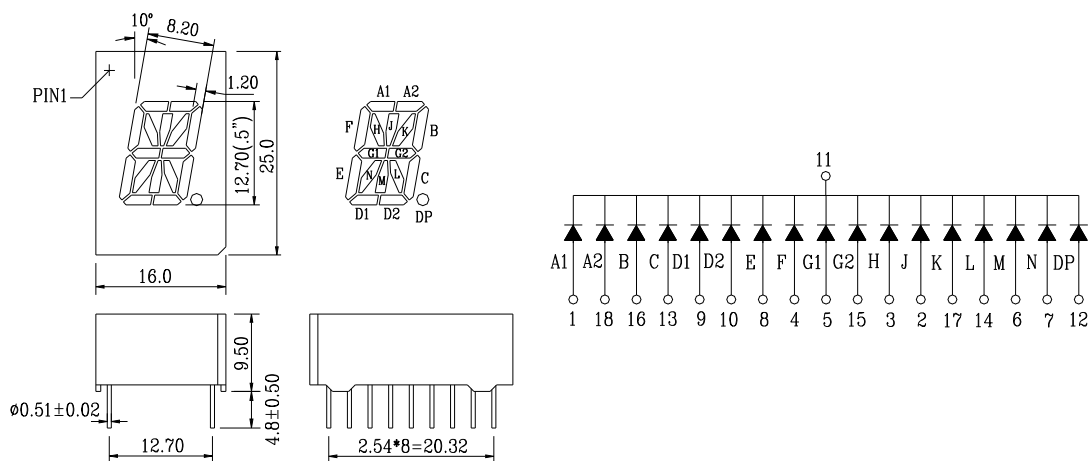 10°
8.20
PIN1
1.20
12.70(.5")
25.0
16.0
A1 A2
F H J K B
G1 G2
E N M L C
D1 D2 DP
11
A1 A2 B C D1 D2 E F G1 G2 H J K L M N DP
1 18 16 13 9 10 8 4 5 15 3 2 17 14 6 7 12
9.50
4.8±0.50
ø0.51±0.02
12.70
2.54*8=20.32